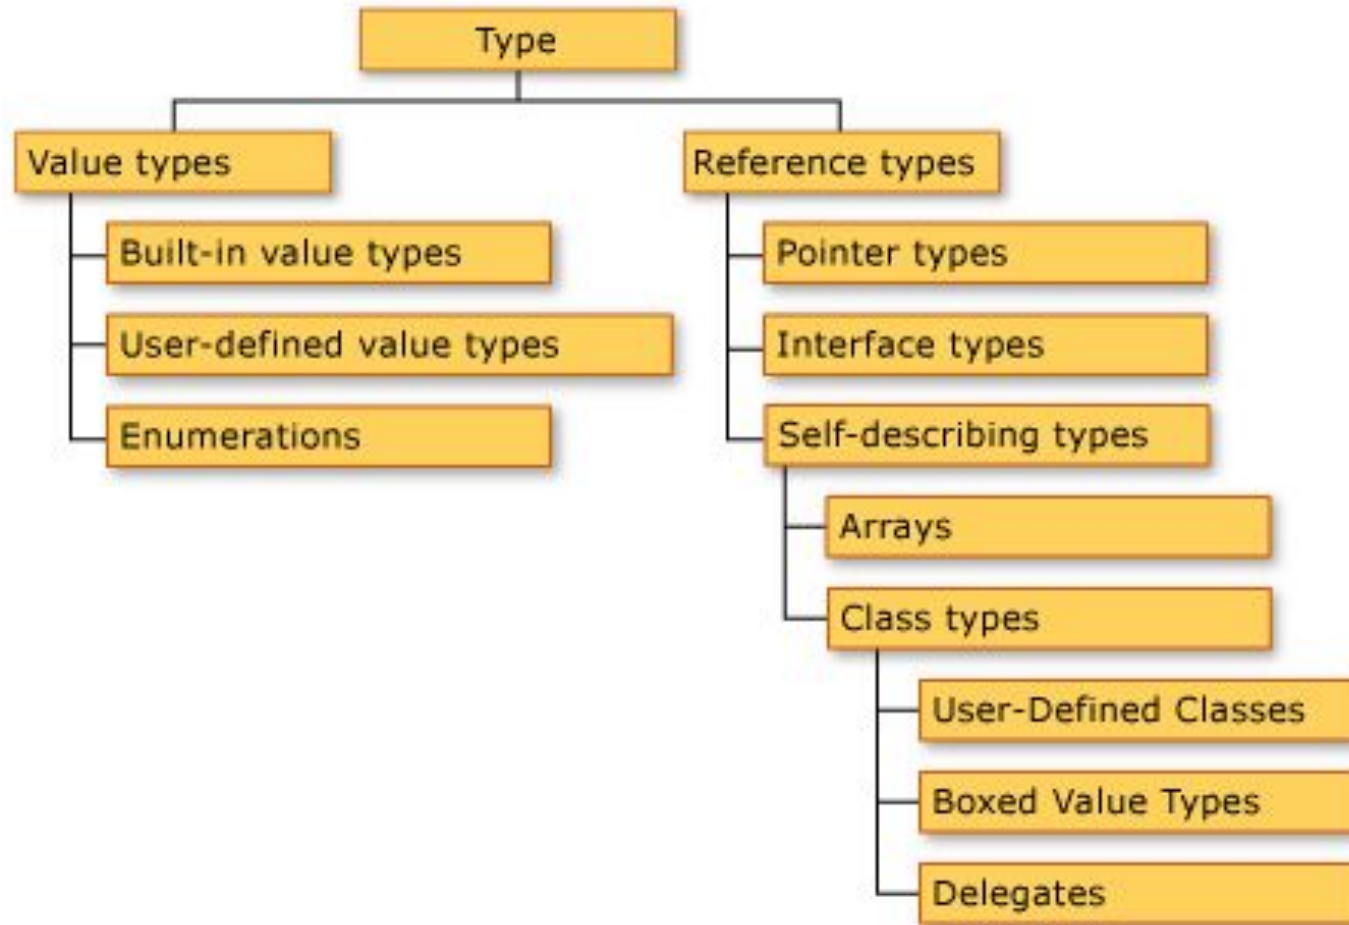 Type
Value types
Built-in value types
User-defined value types
Enumerations
Reference types
Pointer types
Interface types
Self-describing types
Arrays
Class types
User-Defined Classes
Boxed Value Types
Delegates